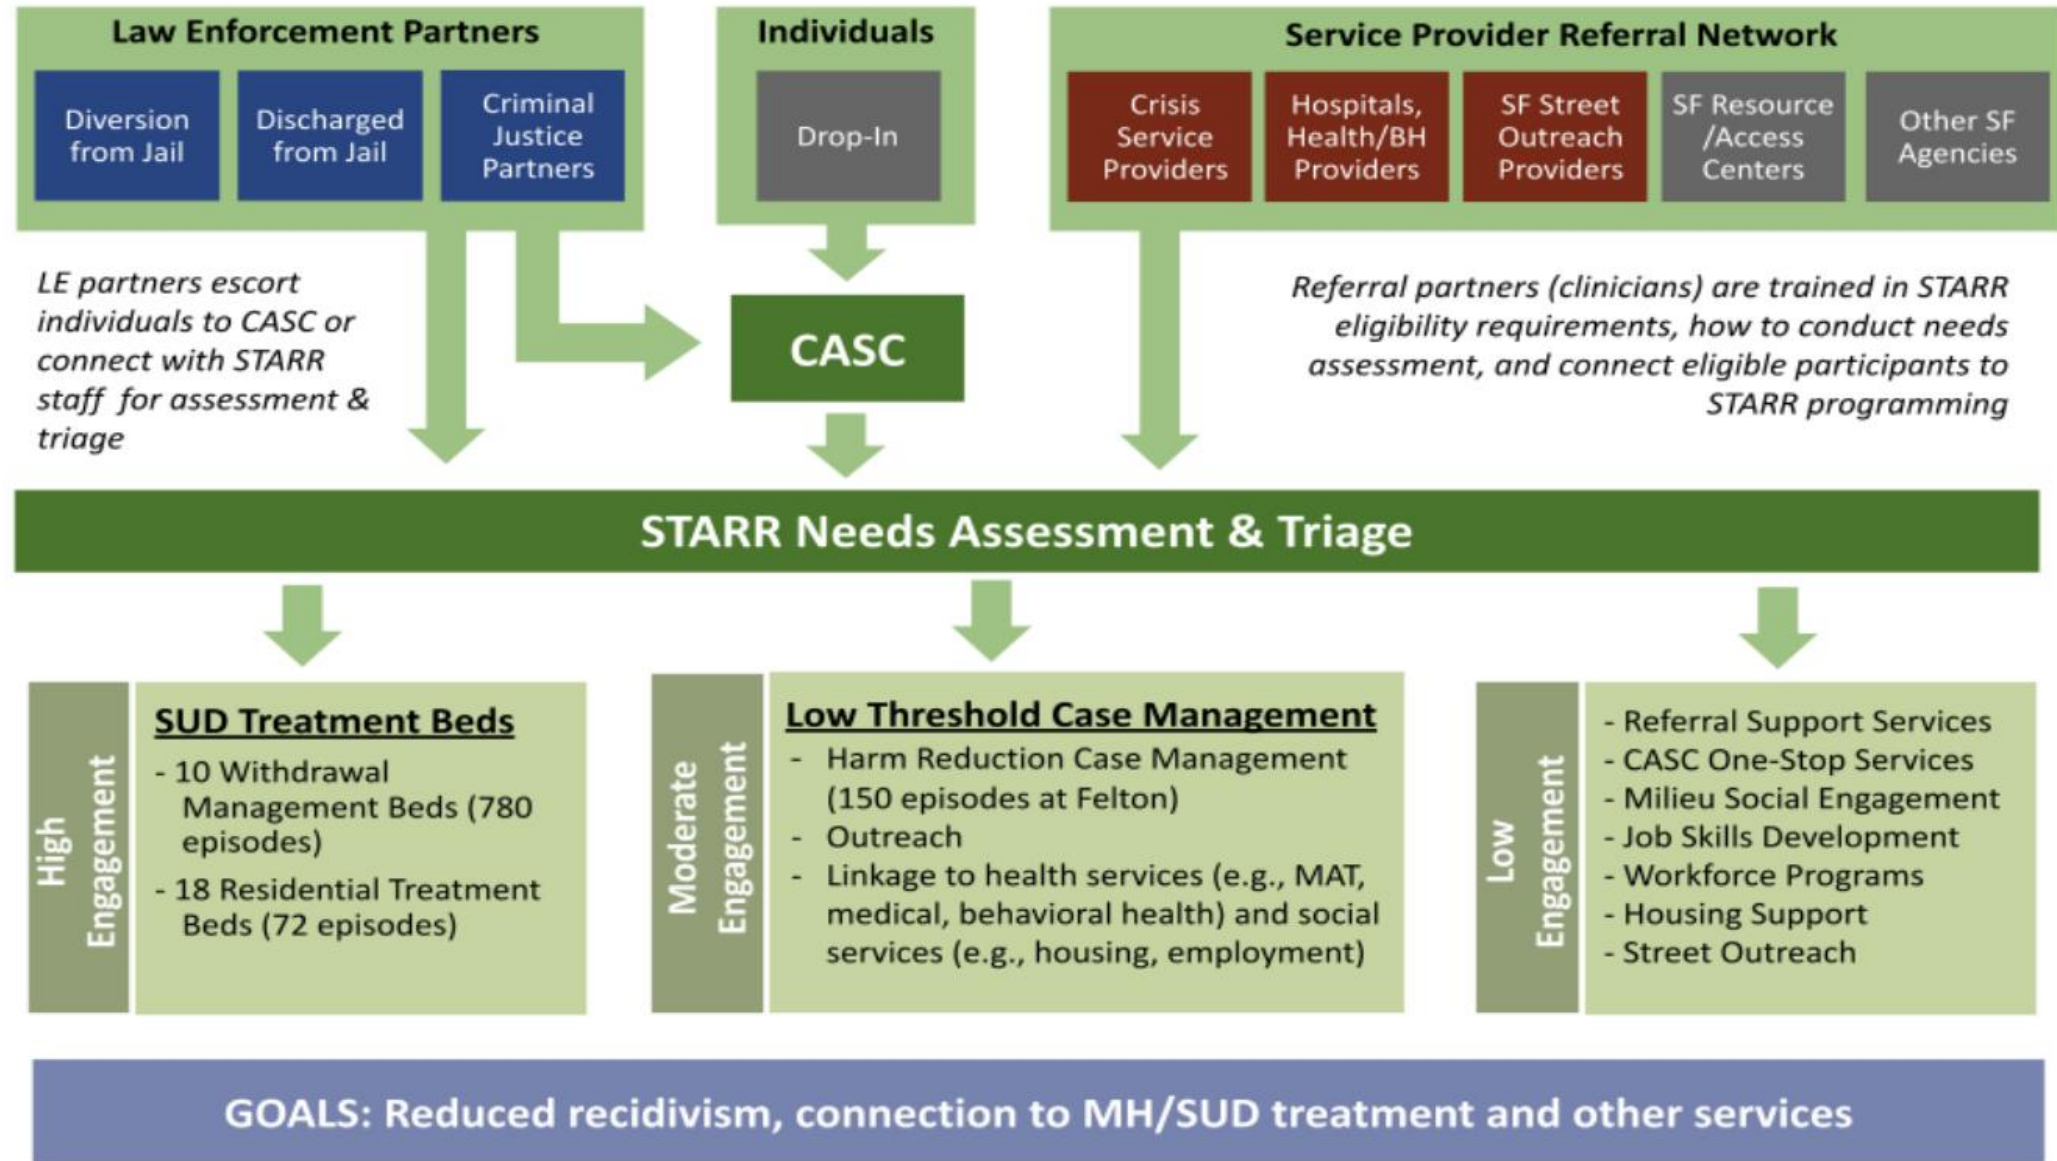 Law Enforcement Partners
Diversion
from Jail
Discharged
from Jail
Criminal
Justice
Partners
Individuals
Drop-In
Service Provider Referral Network
Crisis
Service
Providers
Hospitals,
Health/BH
Providers
SF Street
Outreach
Providers
SF Resource
/Access
Centers
Other SF
Agencies
LE partners escort
individuals to CASC or
connect with STARR
staff for assessment &
triage
CASC
Referral partners (clinicians) are trained in STARR
eligibility requirements, how to conduct needs
assessment, and connect eligible participants to
STARR programming
STARR Needs Assessment & Triage
High
Engagement
SUD Treatment Beds
- 10 Withdrawal
Management Beds (780
episodes)
- 18 Residential Treatment
Beds (72 episodes)
Moderate
Engagement
Low Threshold Case Management
- Harm Reduction Case Management
(150 episodes at Felton)
- Outreach
- Linkage to health services (e.g., MAT,
medical, behavioral health) and social
services (e.g., housing, employment)
Low
Engagement
- Referral Support Services
- CASC One-Stop Services
- Milieu Social Engagement
- Job Skills Development
- Workforce Programs
- Housing Support
- Street Outreach
GOALS: Reduced recidivism, connection to MH/SUD treatment and other services